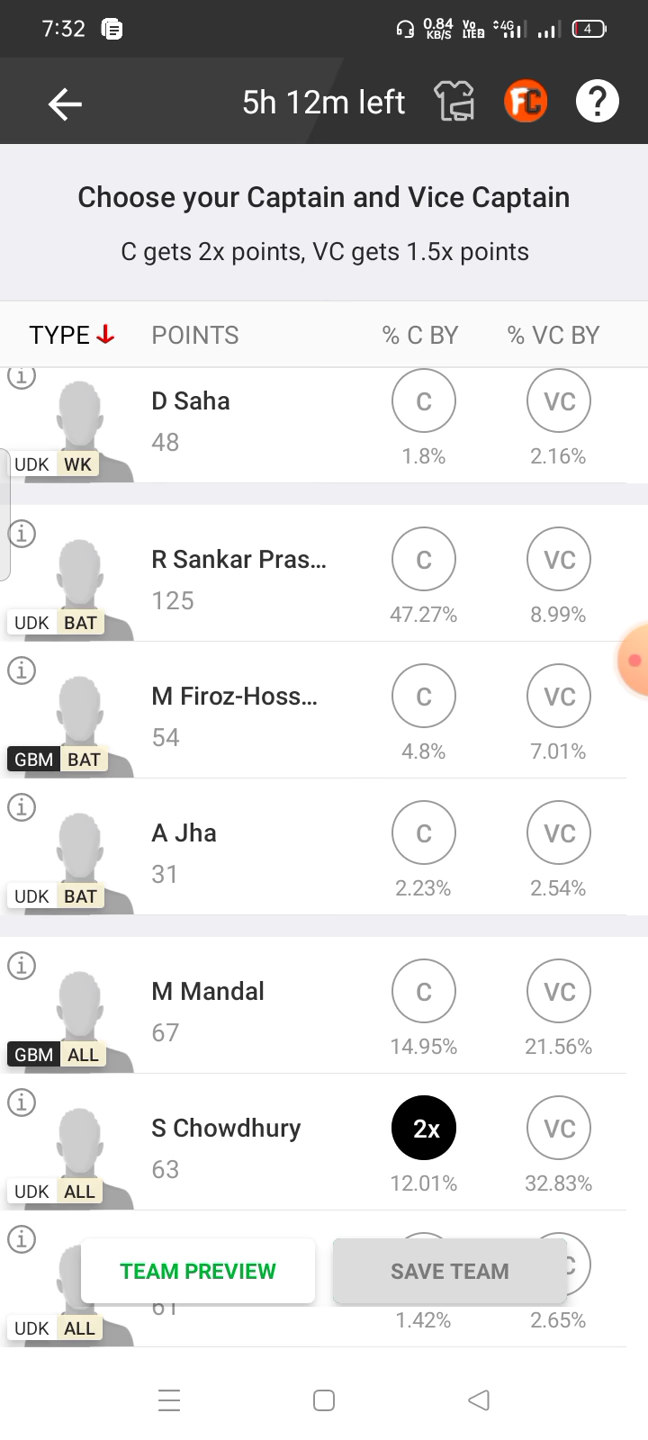 7:32 0.84 KB/S Vo LTE2 4G 4
5h 12m left FC ?
Choose your Captain and Vice Captain
C gets 2x points, VC gets 1.5x points
TYPE POINTS % C BY % VC BY
D Saha C VC
48
UDK WK 1.8% 2.16%
R Sankar Pras... C VC
125
UDK BAT 47.27% 8.99%
M Firoz-Hoss... C VC
54
GBM BAT 4.8% 7.01%
A Jha C VC
31
UDK BAT 2.23% 2.54%
M Mandal C VC
67
GBM ALL 14.95% 21.56%
S Chowdhury 2x VC
63
UDK ALL 12.01% 32.83%
TEAM PREVIEW SAVE TEAM
61
UDK ALL 1.42% 2.65%